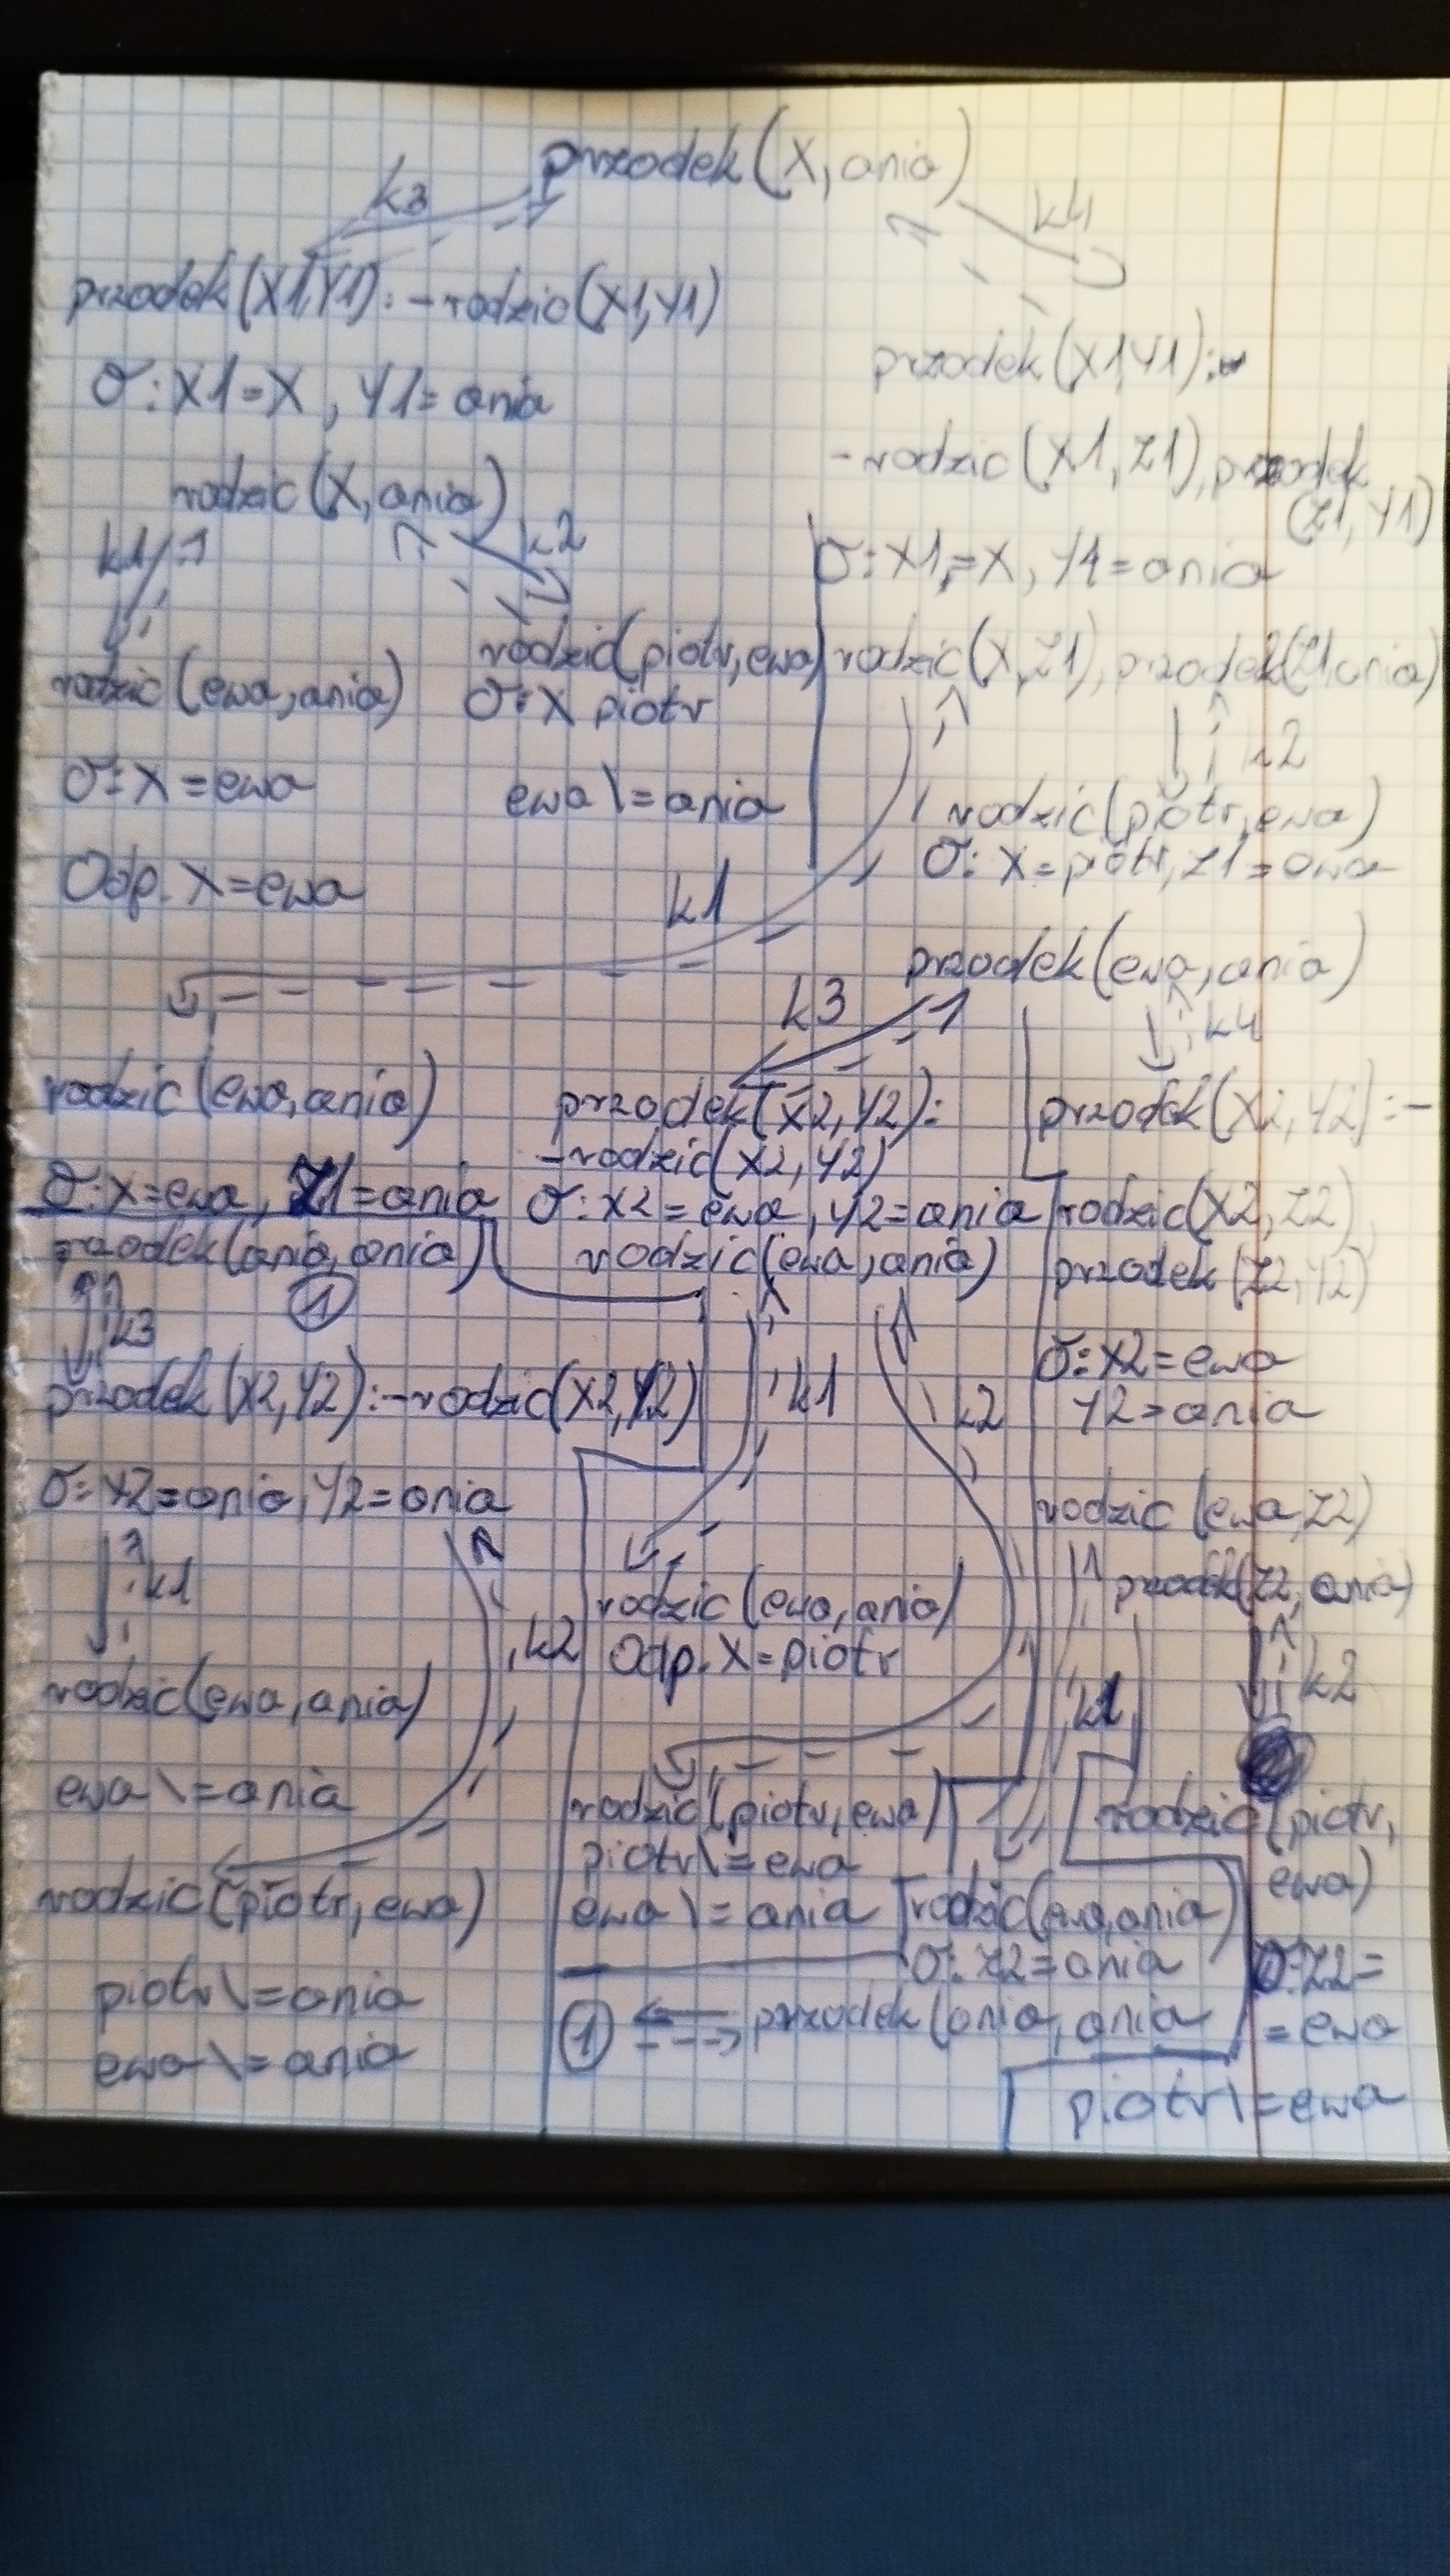 przodek(X, ania)
k3
k4
przodek(X1,Y1):-rodzic(X1,Y1)
σ: X1=X, Y1=ania
rodzic(X, ania)
k1
k2
rodzic(ewa, ania)
σ: X=ewa
Odp. X=ewa
rodzic(piotr, ewa)
σ: X piotr
ewa \= ania
przodek(X1,Y1):-
-rodzic(X1, Z1), przodek
(Z1, Y1)
σ: X1=X, Y1=ania
rodzic(X,Z1), przodek(Z1,ania)
k1
k2
rodzic(piotr, ewa)
σ: X=piotr, Z1=ewa
przodek(ewa, ania)
k3
k4
rodzic(ewa, ania)
σ: X=ewa, Z1=ania
przodek(ania, ania)
1
k3
przodek(X2,Y2):-rodzic(X2,Y2)
σ: X2=ania, Y2=ania
k1
k2
rodzic(ewa, ania)
ewa \= ania
rodzic(piotr, ewa)
piotr \= ania
ewa \= ania
przodek(X2, Y2):
-rodzic(X2, Y2)
σ: X2=ewa, Y2=ania
rodzic(ewa, ania)
k1
k2
rodzic(ewa, ania)
Odp. X=piotr
rodzic(piotr, ewa)
piotr \= ewa
ewa \= ania
przodek(X2, Y2):-
rodzic(X2, Z2),
przodek(Z2, Y2)
σ: X2=ewa
Y2=ania
rodzic(ewa, Z2)
przodek(Z2, ania)
k1
k2
rodzic(ewa, ania)
σ: Z2=ania
1 przodek(ania, ania
rodzic(piotr,
ewa)
σ: Z2=
=ewa
piotr \= ewa